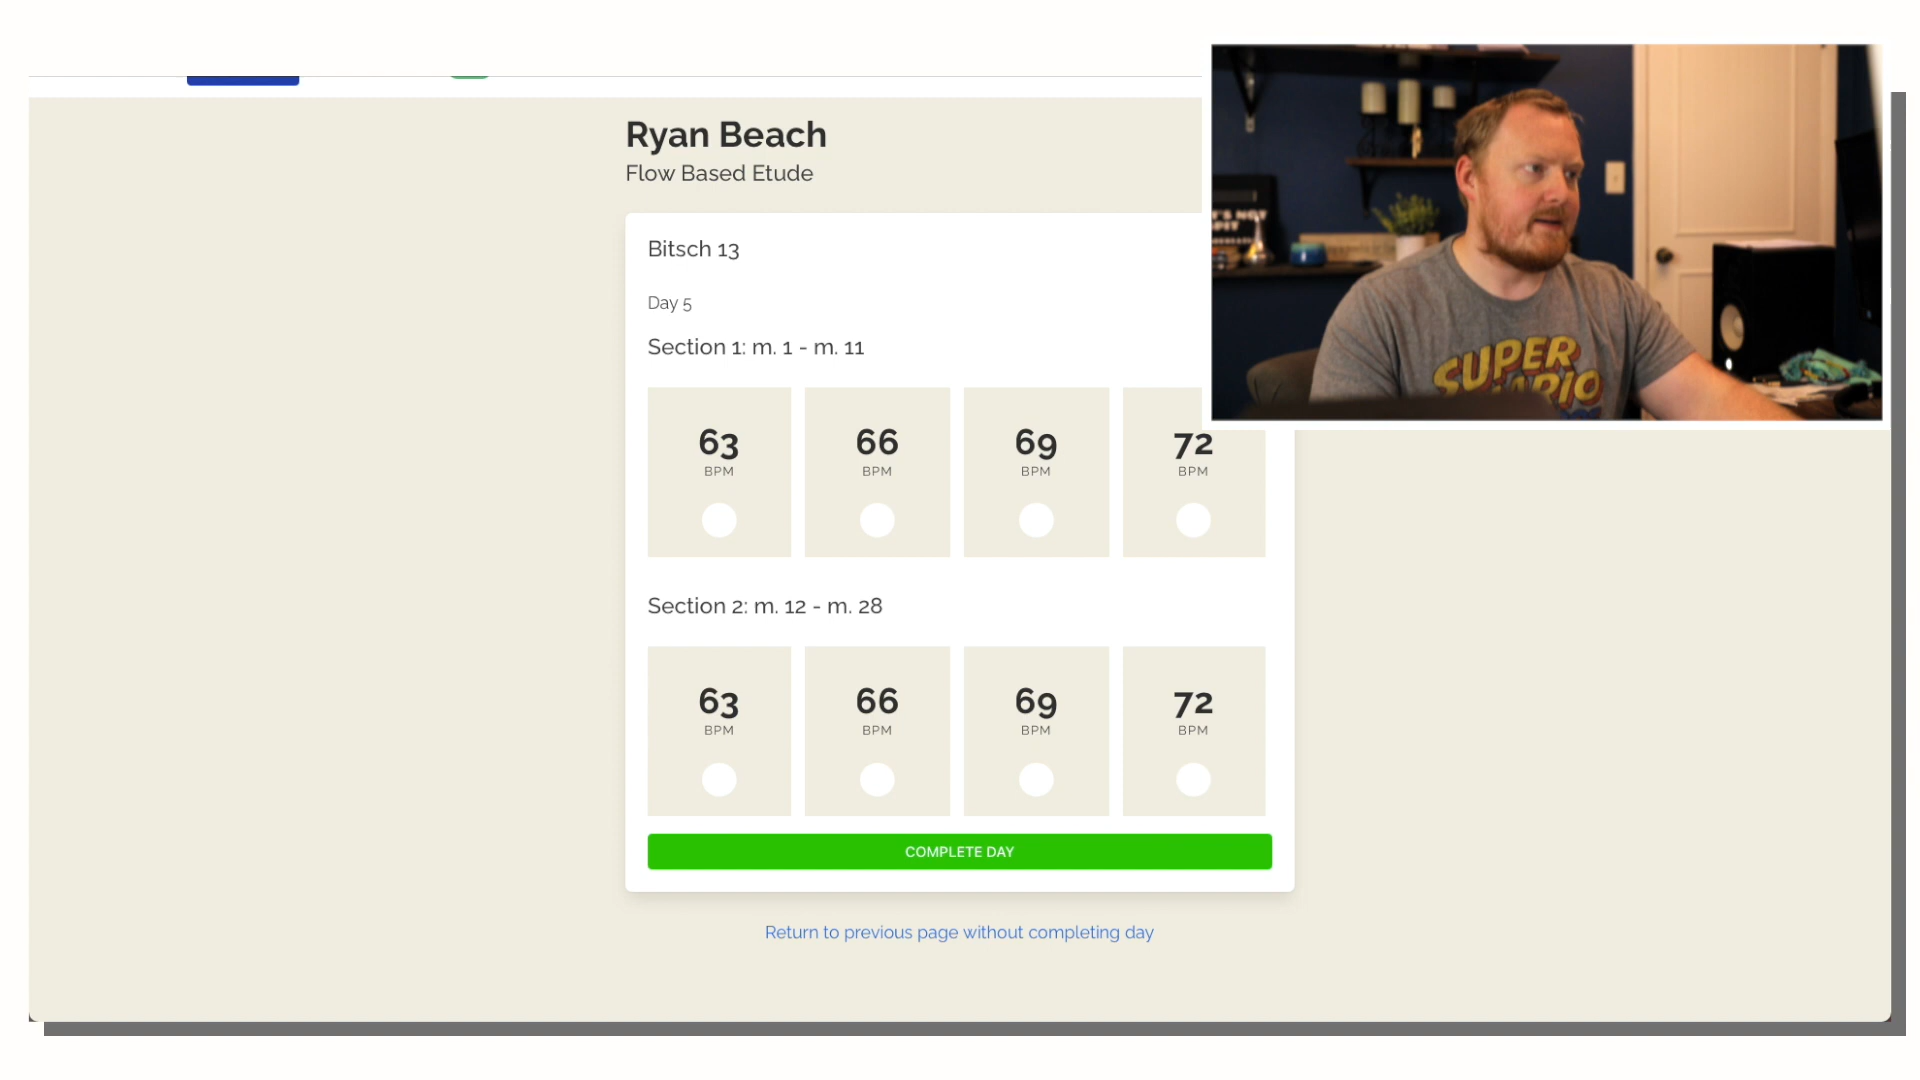 Ryan Beach
Flow Based Etude
Bitsch 13
Day 5
Section 1: m. 1 - m. 11
63 66 69 72
BPM BPM BPM BPM
Section 2: m. 12 - m. 28
63 66 69 72
BPM BPM BPM BPM
COMPLETE DAY
Return to previous page without completing day
SUPER
MARIO